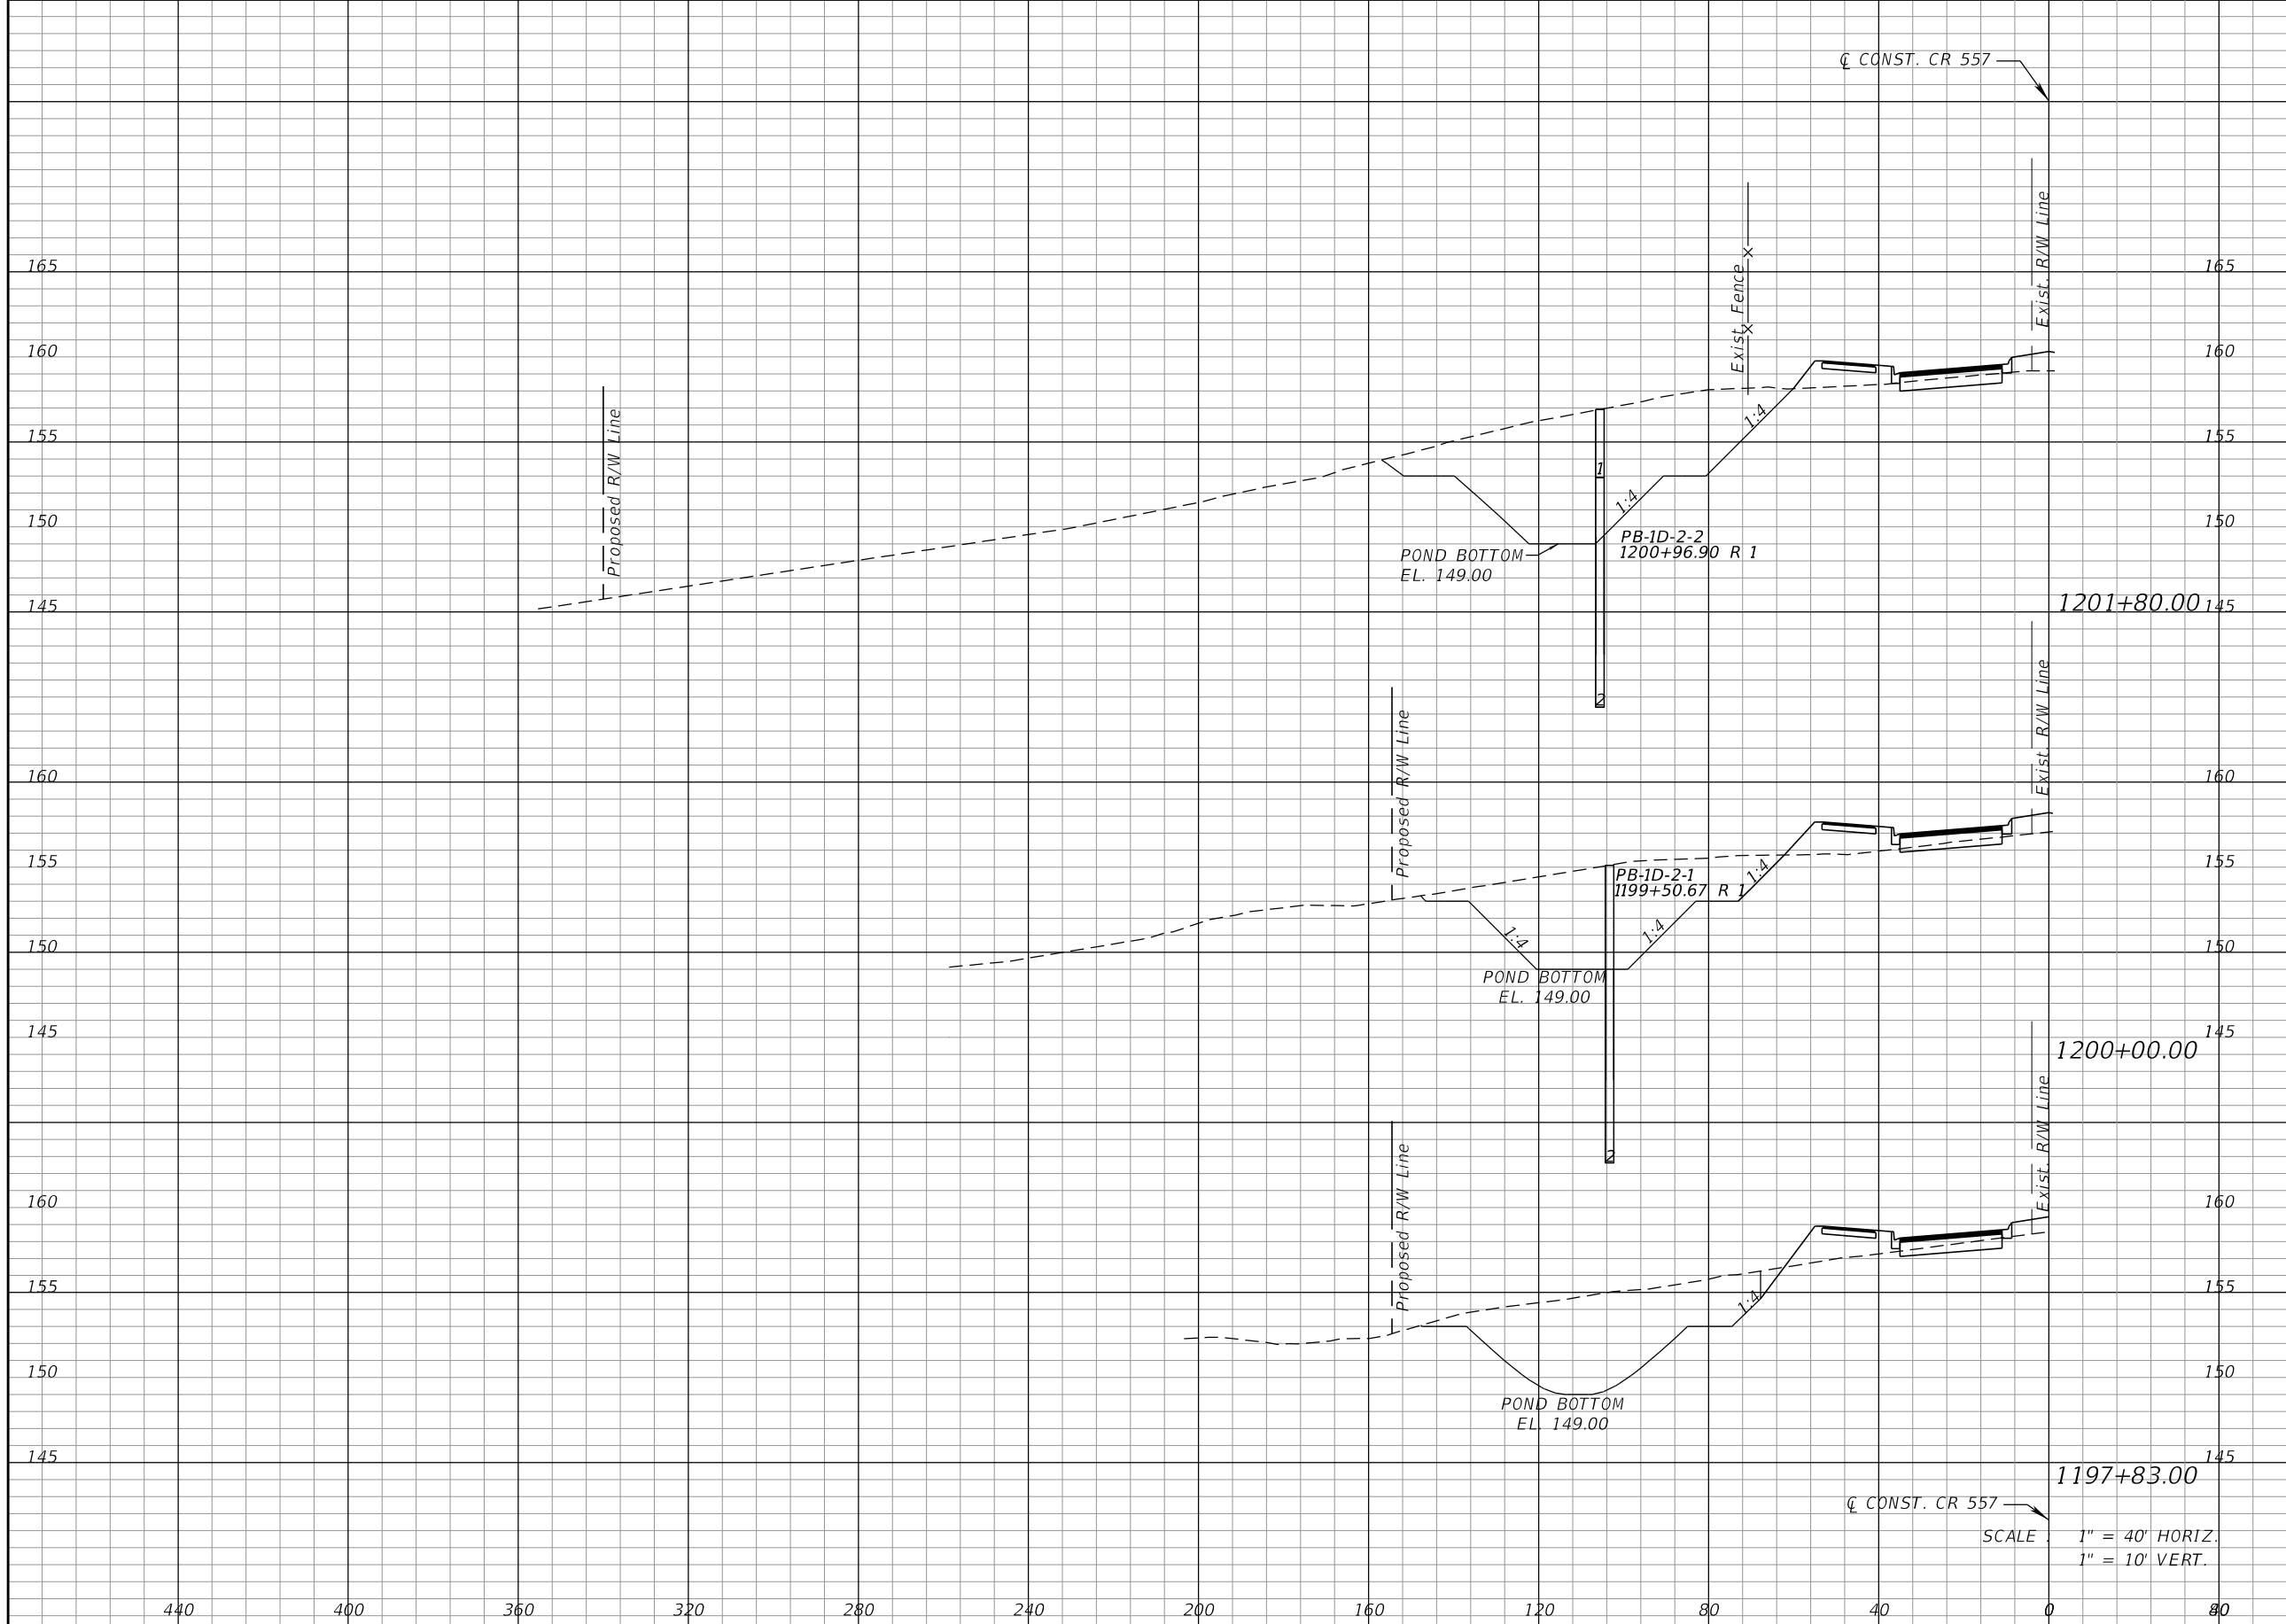 ℄ CONST. CR 557
Exist. R/W Line
Exist. Fence
165
165
160
160
Proposed R/W Line
155
1:4
155
1
1:4
150
PB-1D-2-2
1200+96.90 R 1
POND BOTTOM
EL. 149.00
150
145
1201+80.00
145
2
Exist. R/W Line
Proposed R/W Line
160
160
155
PB-1D-2-1
1199+50.67 R 1
1:4
155
1:4
1:4
150
150
POND BOTTOM
EL. 149.00
145
145
1200+00.00
2
Exist. R/W Line
Proposed R/W Line
160
160
155
1:4
155
150
150
POND BOTTOM
EL. 149.00
145
145
1197+83.00
℄ CONST. CR 557
SCALE : 1" = 40' HORIZ.
1" = 10' VERT.
440 400 360 320 280 240 200 160 120 80 40 0